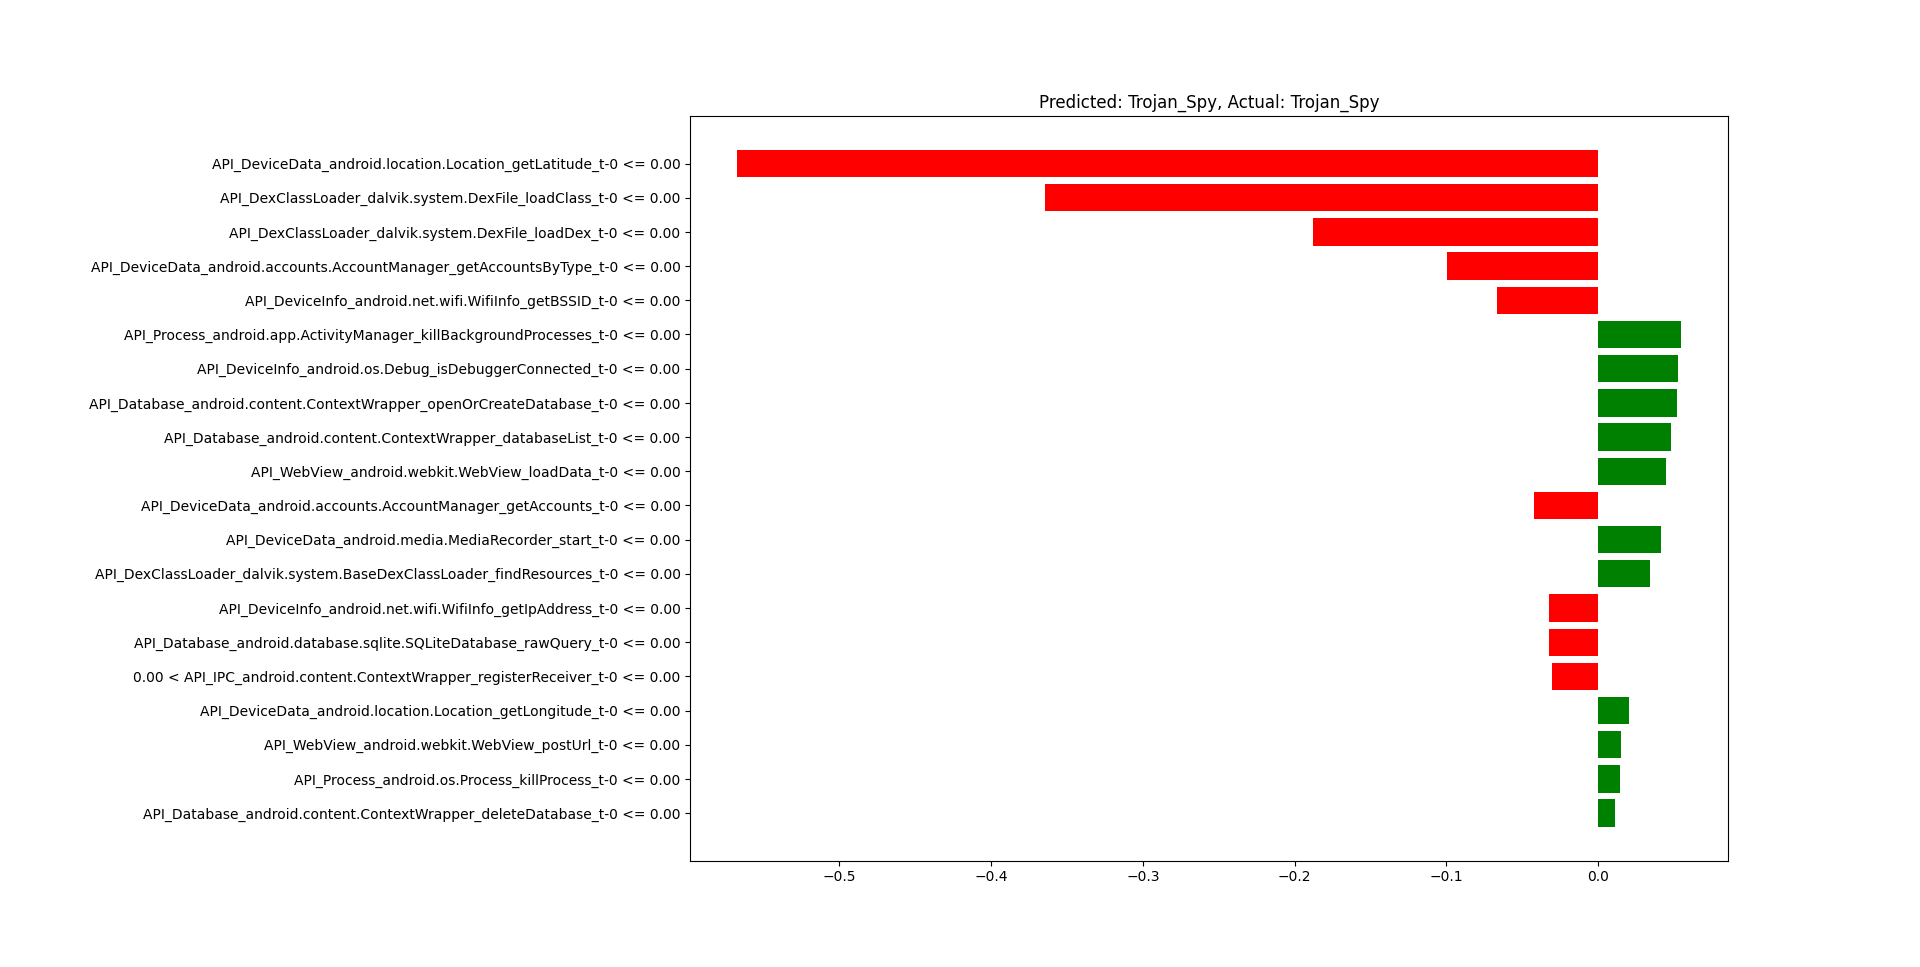 Predicted: Trojan_Spy, Actual: Trojan_Spy
API_DeviceData_android.location.Location_getLatitude_t-0 <= 0.00
API_DexClassLoader_dalvik.system.DexFile_loadClass_t-0 <= 0.00
API_DexClassLoader_dalvik.system.DexFile_loadDex_t-0 <= 0.00
API_DeviceData_android.accounts.AccountManager_getAccountsByType_t-0 <= 0.00
API_DeviceInfo_android.net.wifi.WifiInfo_getBSSID_t-0 <= 0.00
API_Process_android.app.ActivityManager_killBackgroundProcesses_t-0 <= 0.00
API_DeviceInfo_android.os.Debug_isDebuggerConnected_t-0 <= 0.00
API_Database_android.content.ContextWrapper_openOrCreateDatabase_t-0 <= 0.00
API_Database_android.content.ContextWrapper_databaseList_t-0 <= 0.00
API_WebView_android.webkit.WebView_loadData_t-0 <= 0.00
API_DeviceData_android.accounts.AccountManager_getAccounts_t-0 <= 0.00
API_DeviceData_android.media.MediaRecorder_start_t-0 <= 0.00
API_DexClassLoader_dalvik.system.BaseDexClassLoader_findResources_t-0 <= 0.00
API_DeviceInfo_android.net.wifi.WifiInfo_getIpAddress_t-0 <= 0.00
API_Database_android.database.sqlite.SQLiteDatabase_rawQuery_t-0 <= 0.00
0.00 < API_IPC_android.content.ContextWrapper_registerReceiver_t-0 <= 0.00
API_DeviceData_android.location.Location_getLongitude_t-0 <= 0.00
API_WebView_android.webkit.WebView_postUrl_t-0 <= 0.00
API_Process_android.os.Process_killProcess_t-0 <= 0.00
API_Database_android.content.ContextWrapper_deleteDatabase_t-0 <= 0.00
−0.5 −0.4 −0.3 −0.2 −0.1 0.0